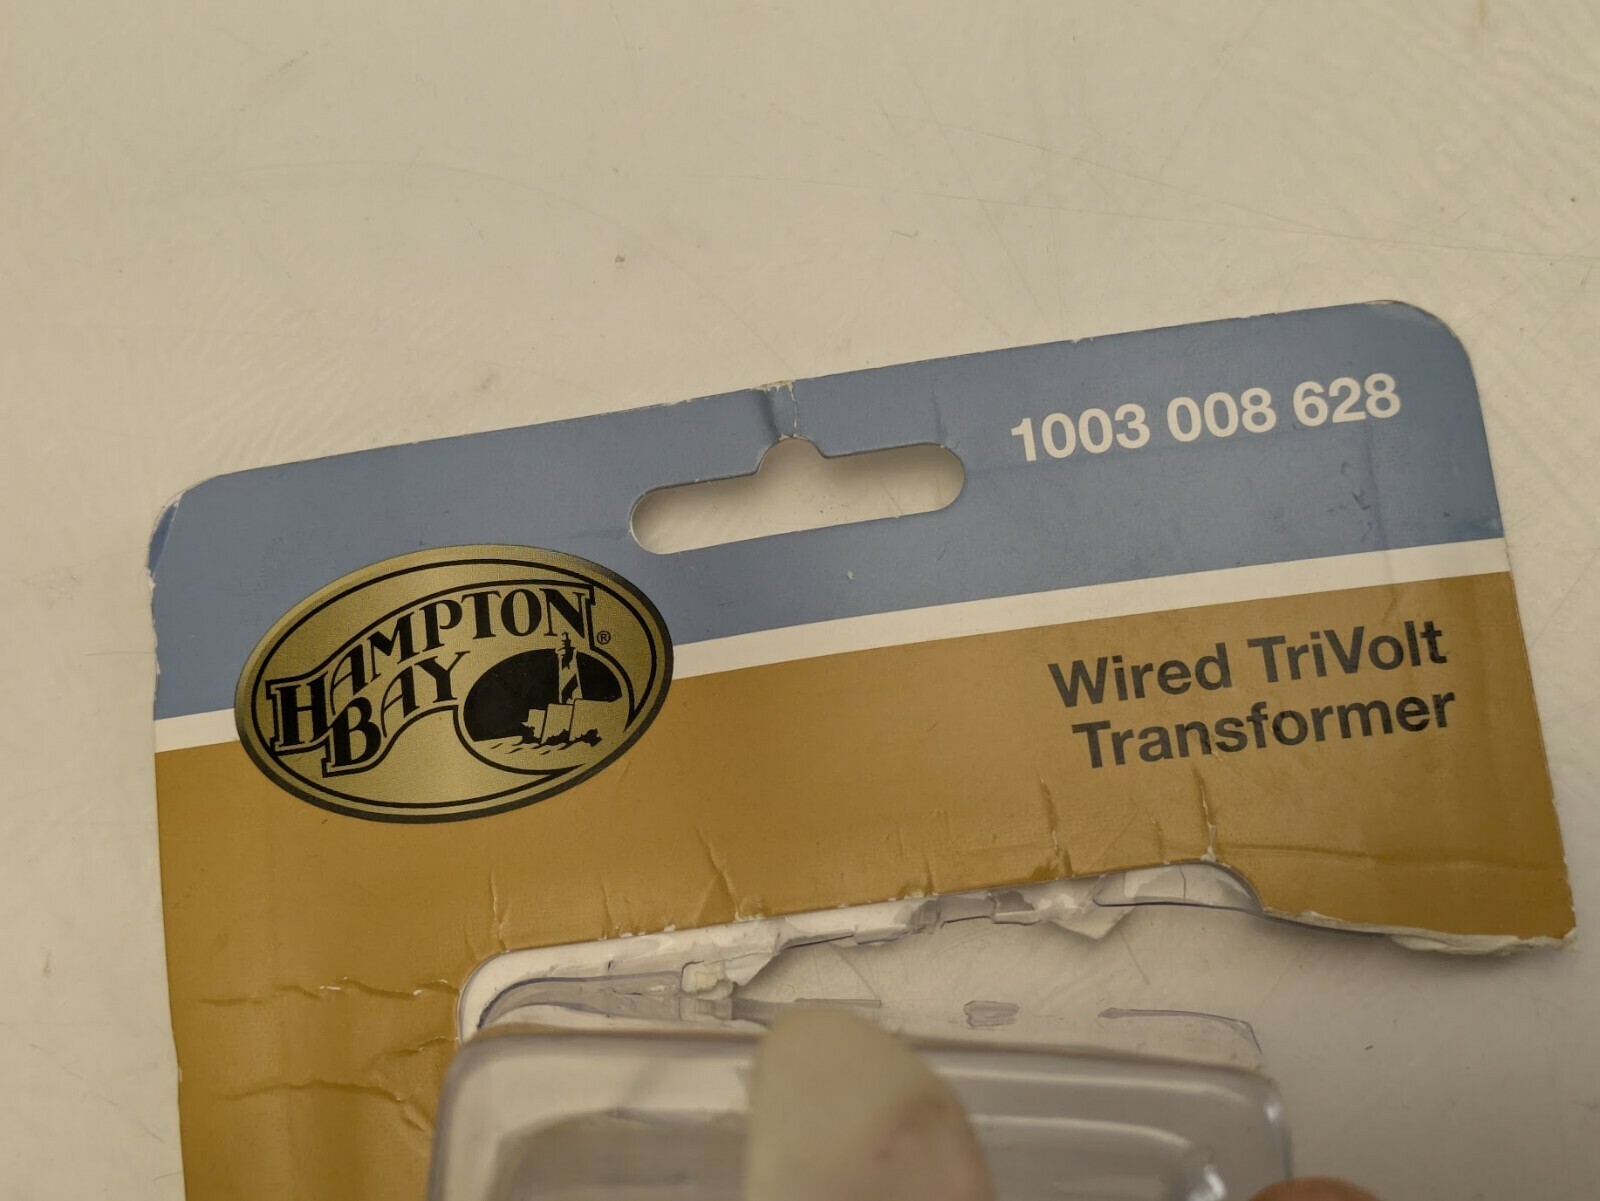 1003 008 628
HAMPTON
BAY
®
Wired TriVolt
Transformer